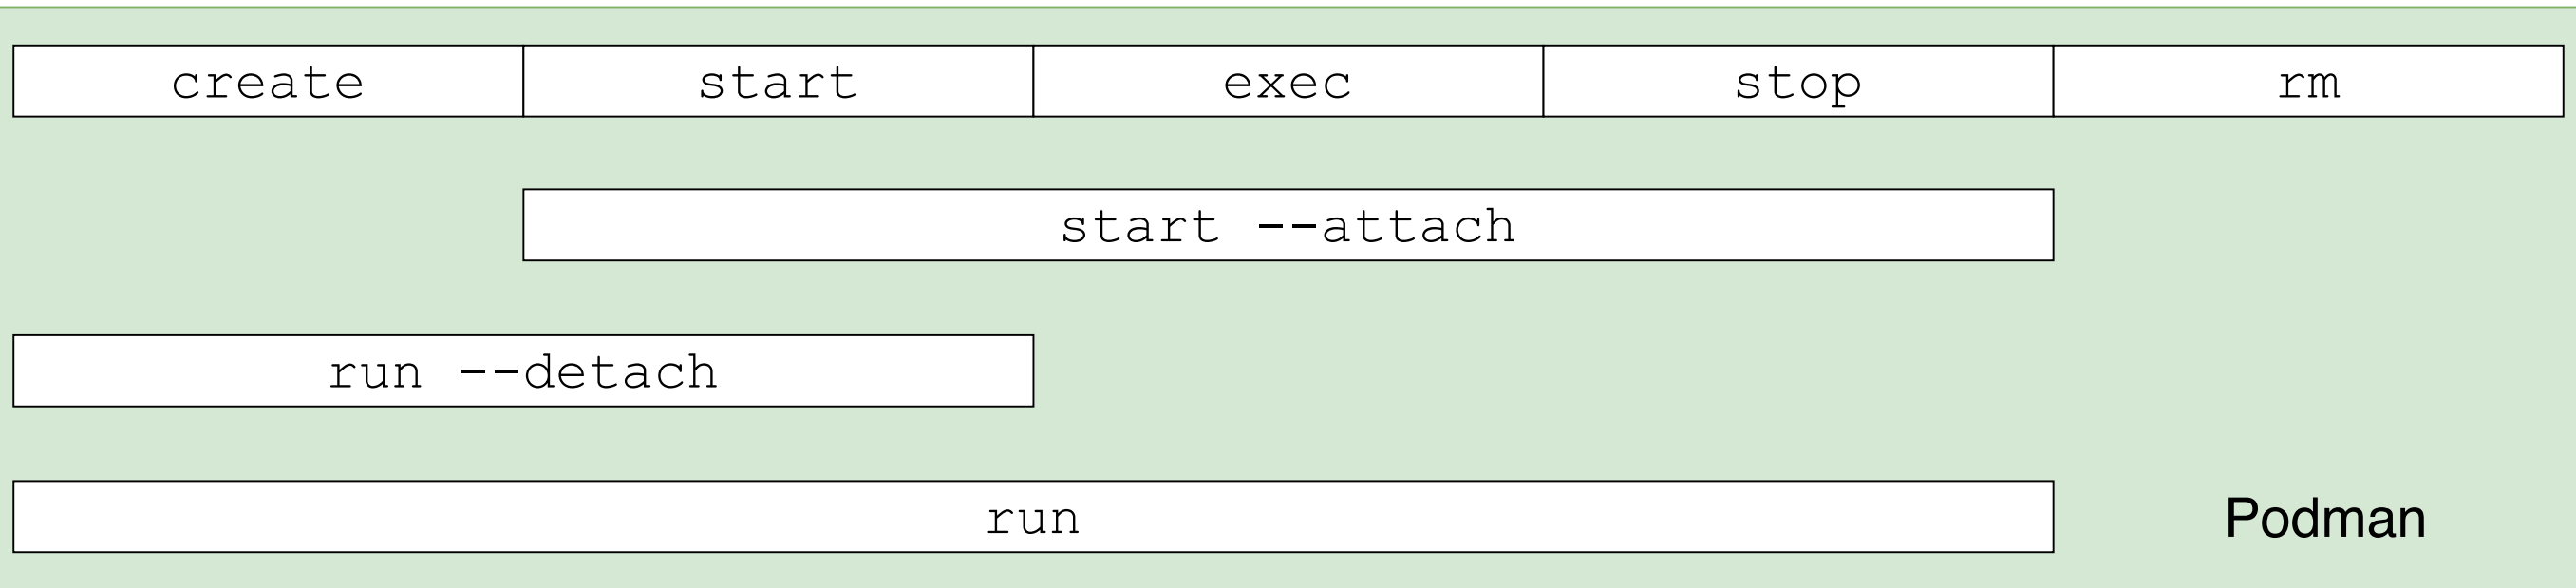 create start exec stop rm
start --attach
run --detach
run Podman